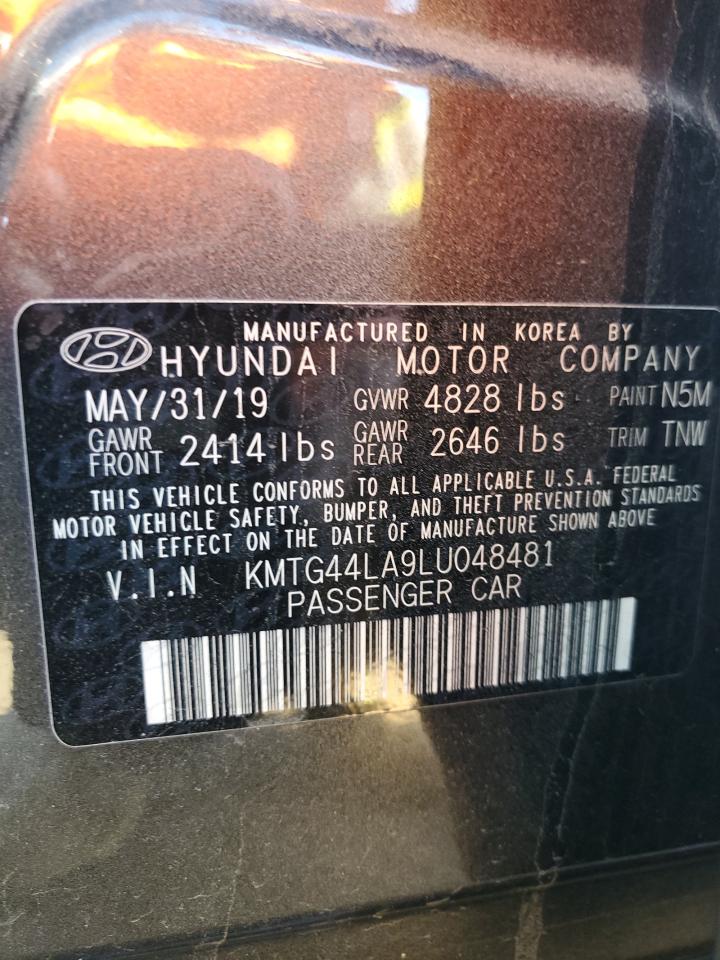 MANUFACTURED IN KOREA BY
HYUNDAI MOTOR COMPANY
MAY/31/19 GVWR 4828 lbs PAINT N5M
GAWR FRONT 2414 lbs GAWR REAR 2646 lbs TRIM TNW
THIS VEHICLE CONFORMS TO ALL APPLICABLE U.S.A. FEDERAL
MOTOR VEHICLE SAFETY, BUMPER, AND THEFT PREVENTION STANDARDS
IN EFFECT ON THE DATE OF MANUFACTURE SHOWN ABOVE
V.I.N KMTG44LA9LU048481
PASSENGER CAR